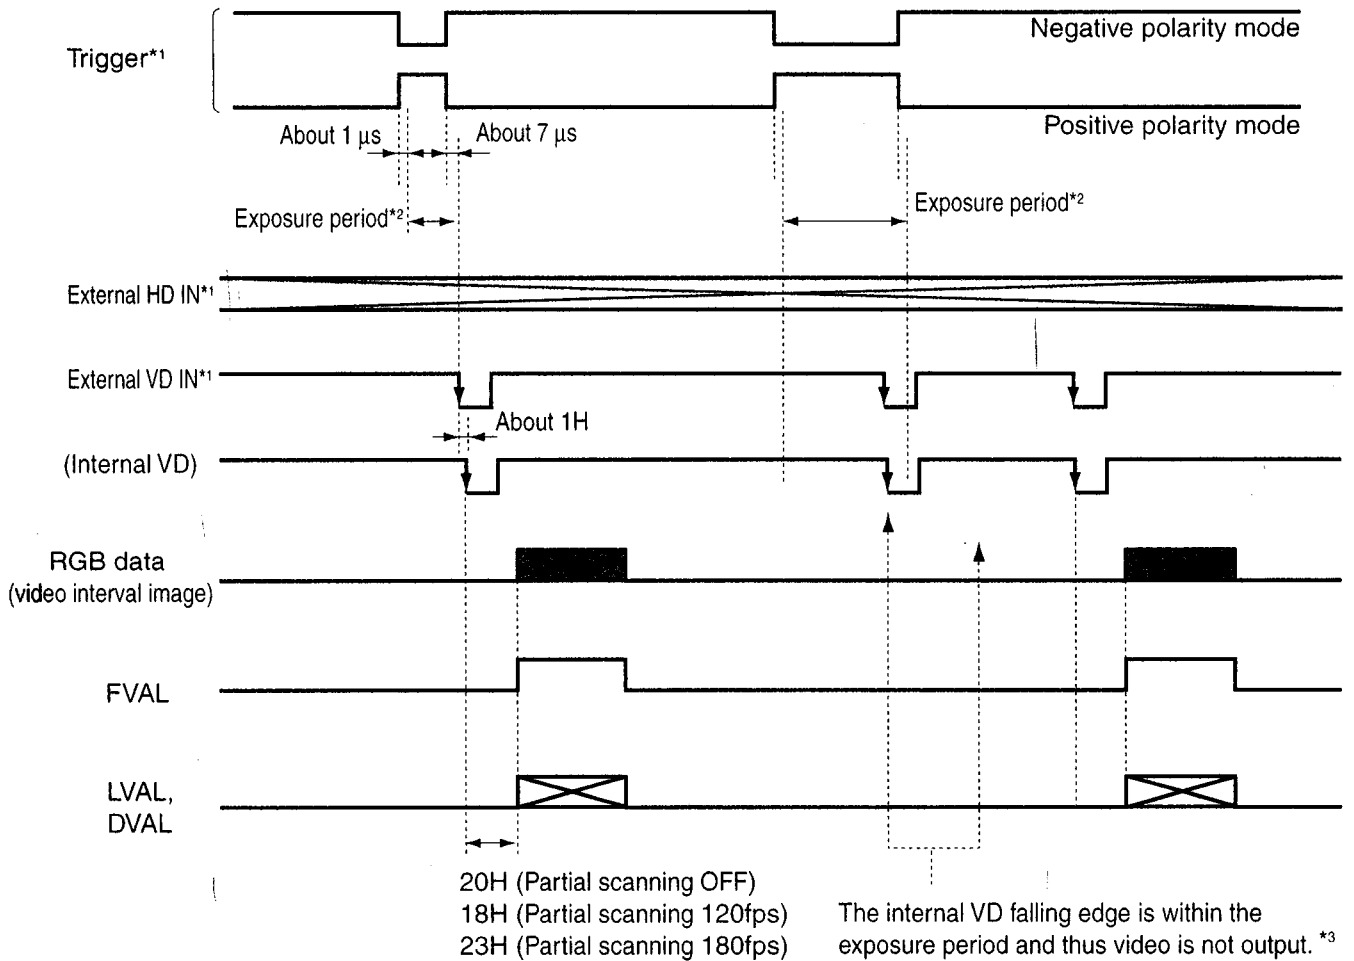 Negative polarity mode
Trigger*1
Positive polarity mode
About 1 μs
About 7 μs
Exposure period*2
Exposure period*2
External HD IN*1
External VD IN*1
About 1H
(Internal VD)
RGB data
(video interval image)
FVAL
LVAL,
DVAL
20H (Partial scanning OFF)
18H (Partial scanning 120fps)
23H (Partial scanning 180fps)
The internal VD falling edge is within the
exposure period and thus video is not output. *3